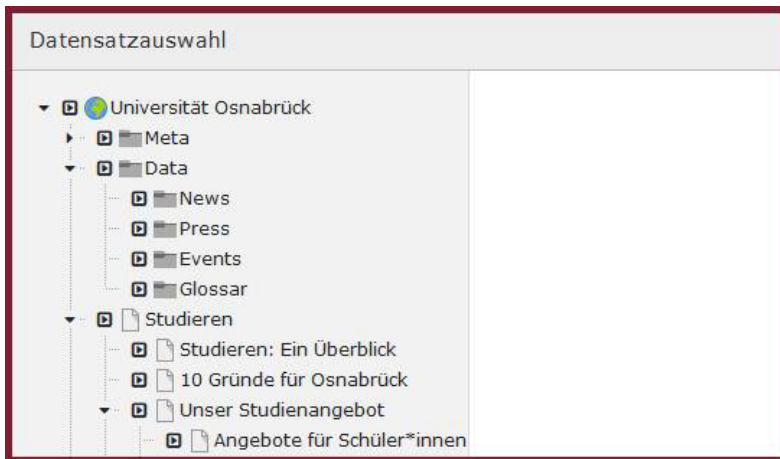 Datensatzauswahl
Universität Osnabrück
Meta
Data
News
Press
Events
Glossar
Studieren
Studieren: Ein Überblick
10 Gründe für Osnabrück
Unser Studienangebot
Angebote für Schüler*innen